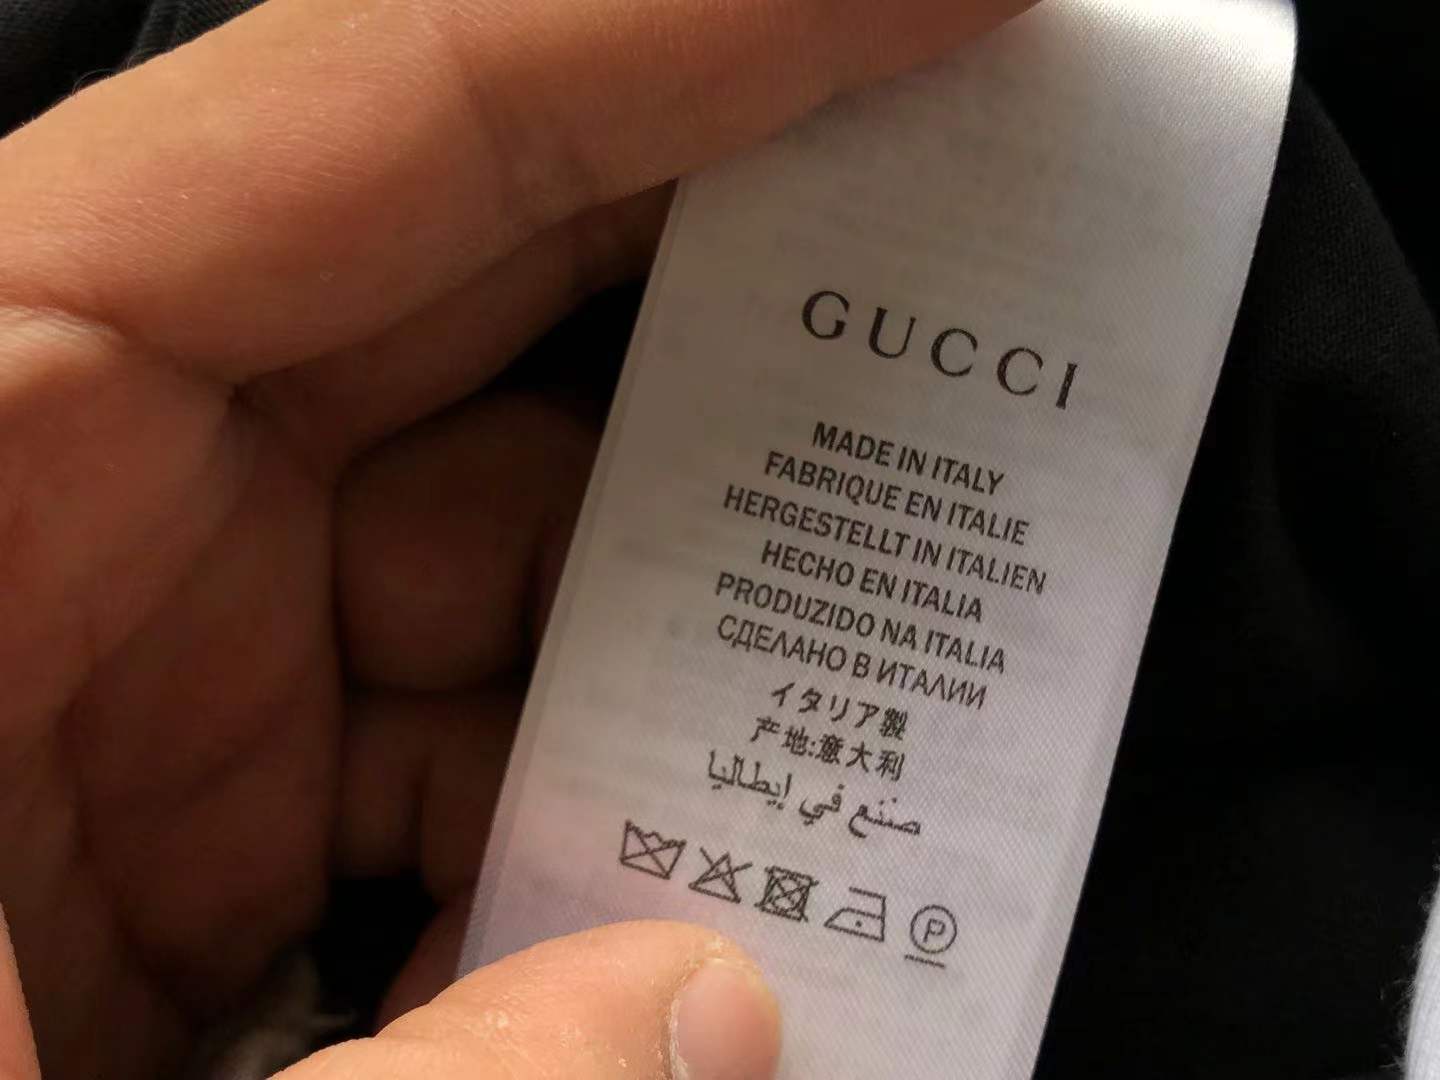 GUCCI
MADE IN ITALY
FABRIQUE EN ITALIE
HERGESTELLT IN ITALIEN
HECHO EN ITALIA
PRODUZIDO NA ITALIA
СДЕЛАНО В ИТАЛИИ
イタリア製
产地:意大利
صنع في إيطاليا
P